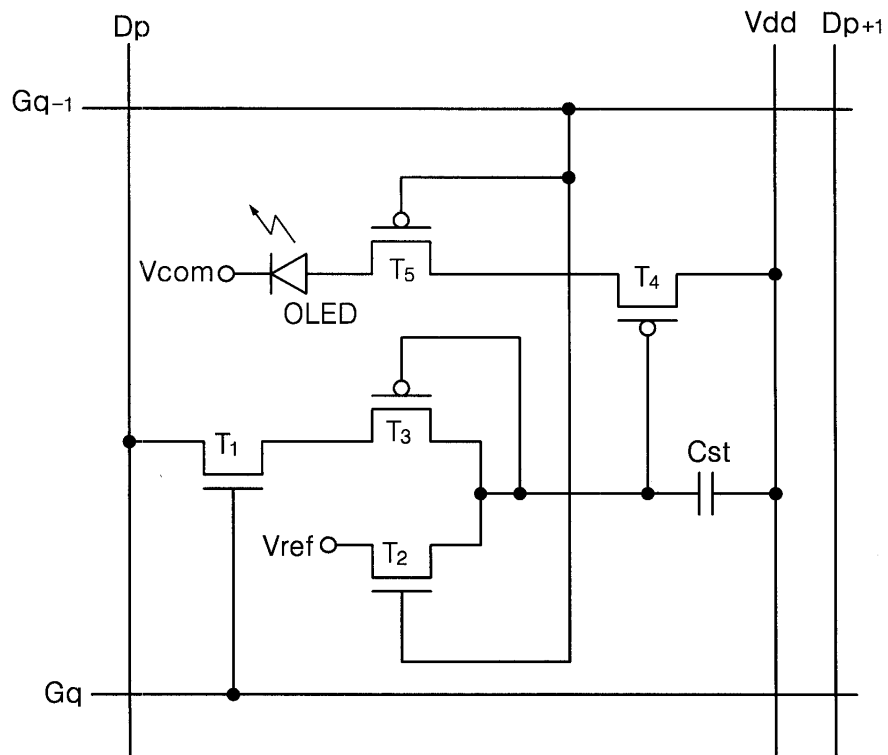 Dp
Vdd
Dp+1
Gq-1
T5
T4
Vcom
OLED
T3
T1
Cst
Vref
T2
Gq